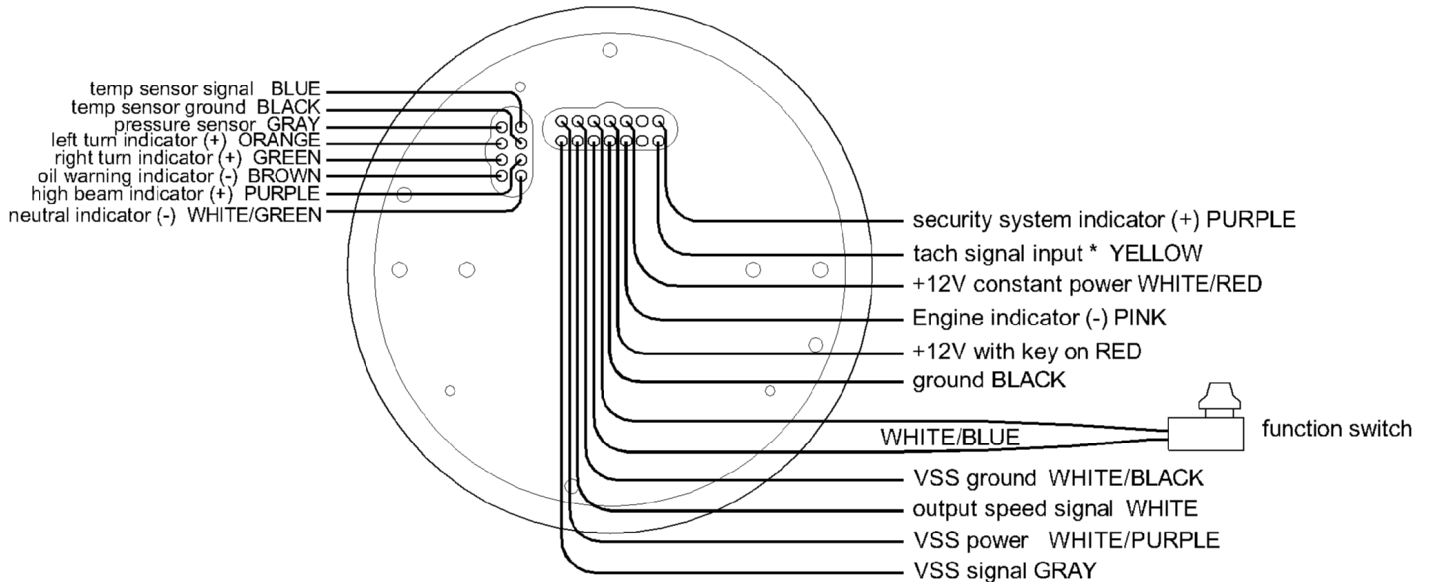 temp sensor signal BLUE
temp sensor ground BLACK
pressure sensor GRAY
left turn indicator (+) ORANGE
right turn indicator (+) GREEN
oil warning indicator (-) BROWN
high beam indicator (+) PURPLE
neutral indicator (-) WHITE/GREEN
security system indicator (+) PURPLE
tach signal input * YELLOW
+12V constant power WHITE/RED
Engine indicator (-) PINK
+12V with key on RED
ground BLACK
WHITE/BLUE
function switch
VSS ground WHITE/BLACK
output speed signal WHITE
VSS power WHITE/PURPLE
VSS signal GRAY